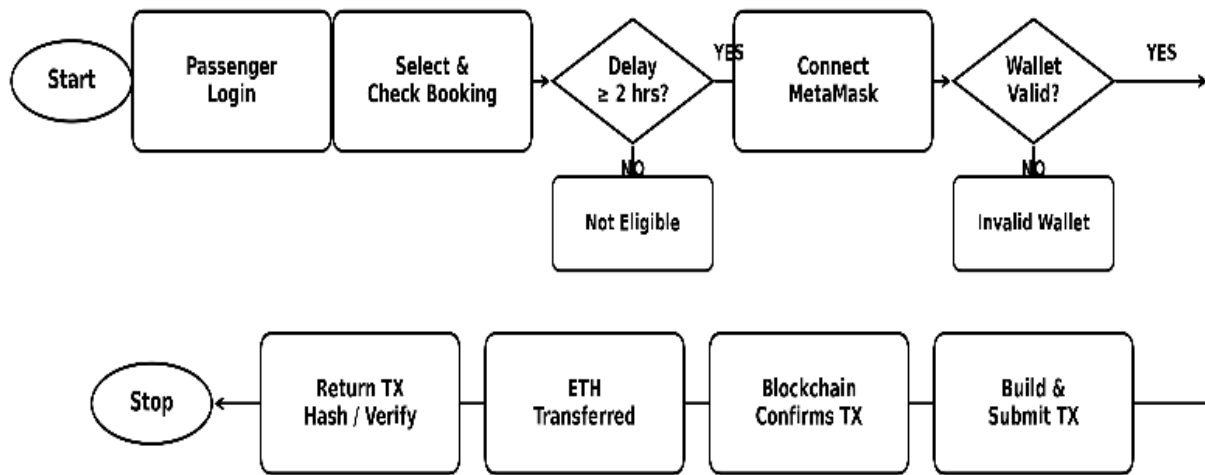 Start
Passenger
Login
Select &
Check Booking
Delay
≥ 2 hrs?
YES
Connect
MetaMask
Wallet
Valid?
YES
NO
Not Eligible
NO
Invalid Wallet
Stop
Return TX
Hash / Verify
ETH
Transferred
Blockchain
Confirms TX
Build &
Submit TX